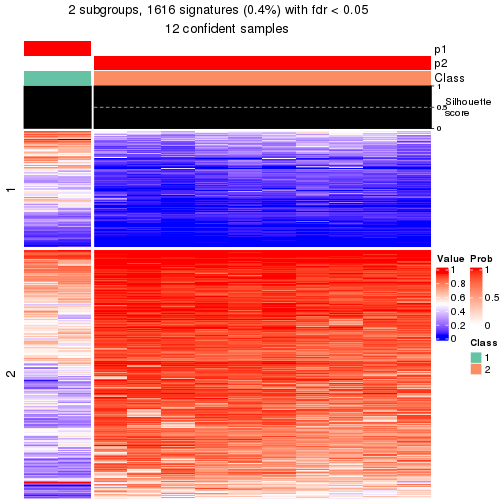 2 subgroups, 1616 signatures (0.4%) with fdr < 0.05
12 confident samples
p1
p2
Class
1
0.5
0
Silhouette
score
1
2
Value
1
0.8
0.6
0.4
0.2
0
Prob
1
0.5
0
Class
1
2